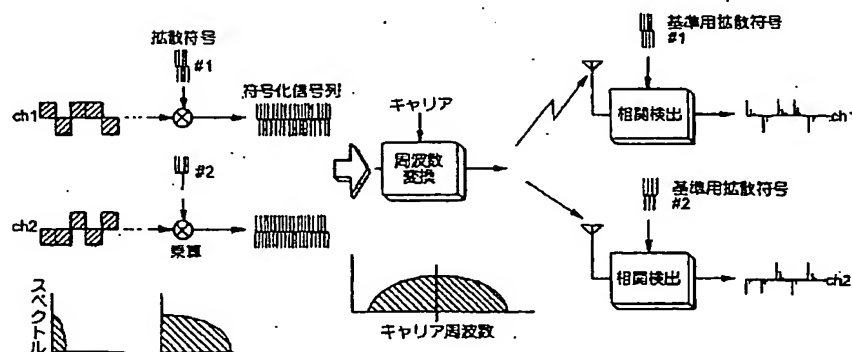 拡散符号
#1
符号化信号列
ch1
#2
ch2
乗算
キャリア
周波数
変換
基準用拡散符号
#1
相関検出
ch1
基準用拡散符号
#2
相関検出
ch2
スペクトル
キャリア周波数